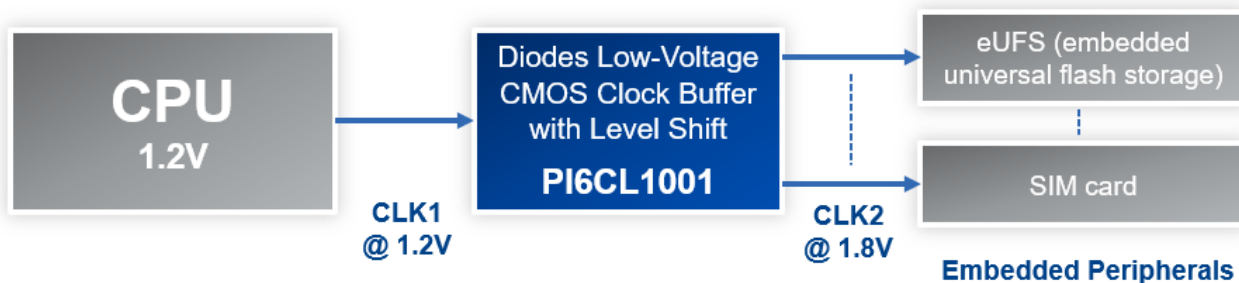 CPU
1.2V
CLK1
@ 1.2V
Diodes Low-Voltage
CMOS Clock Buffer
with Level Shift
PI6CL1001
CLK2
@ 1.8V
eUFS (embedded
universal flash storage)
SIM card
Embedded Peripherals